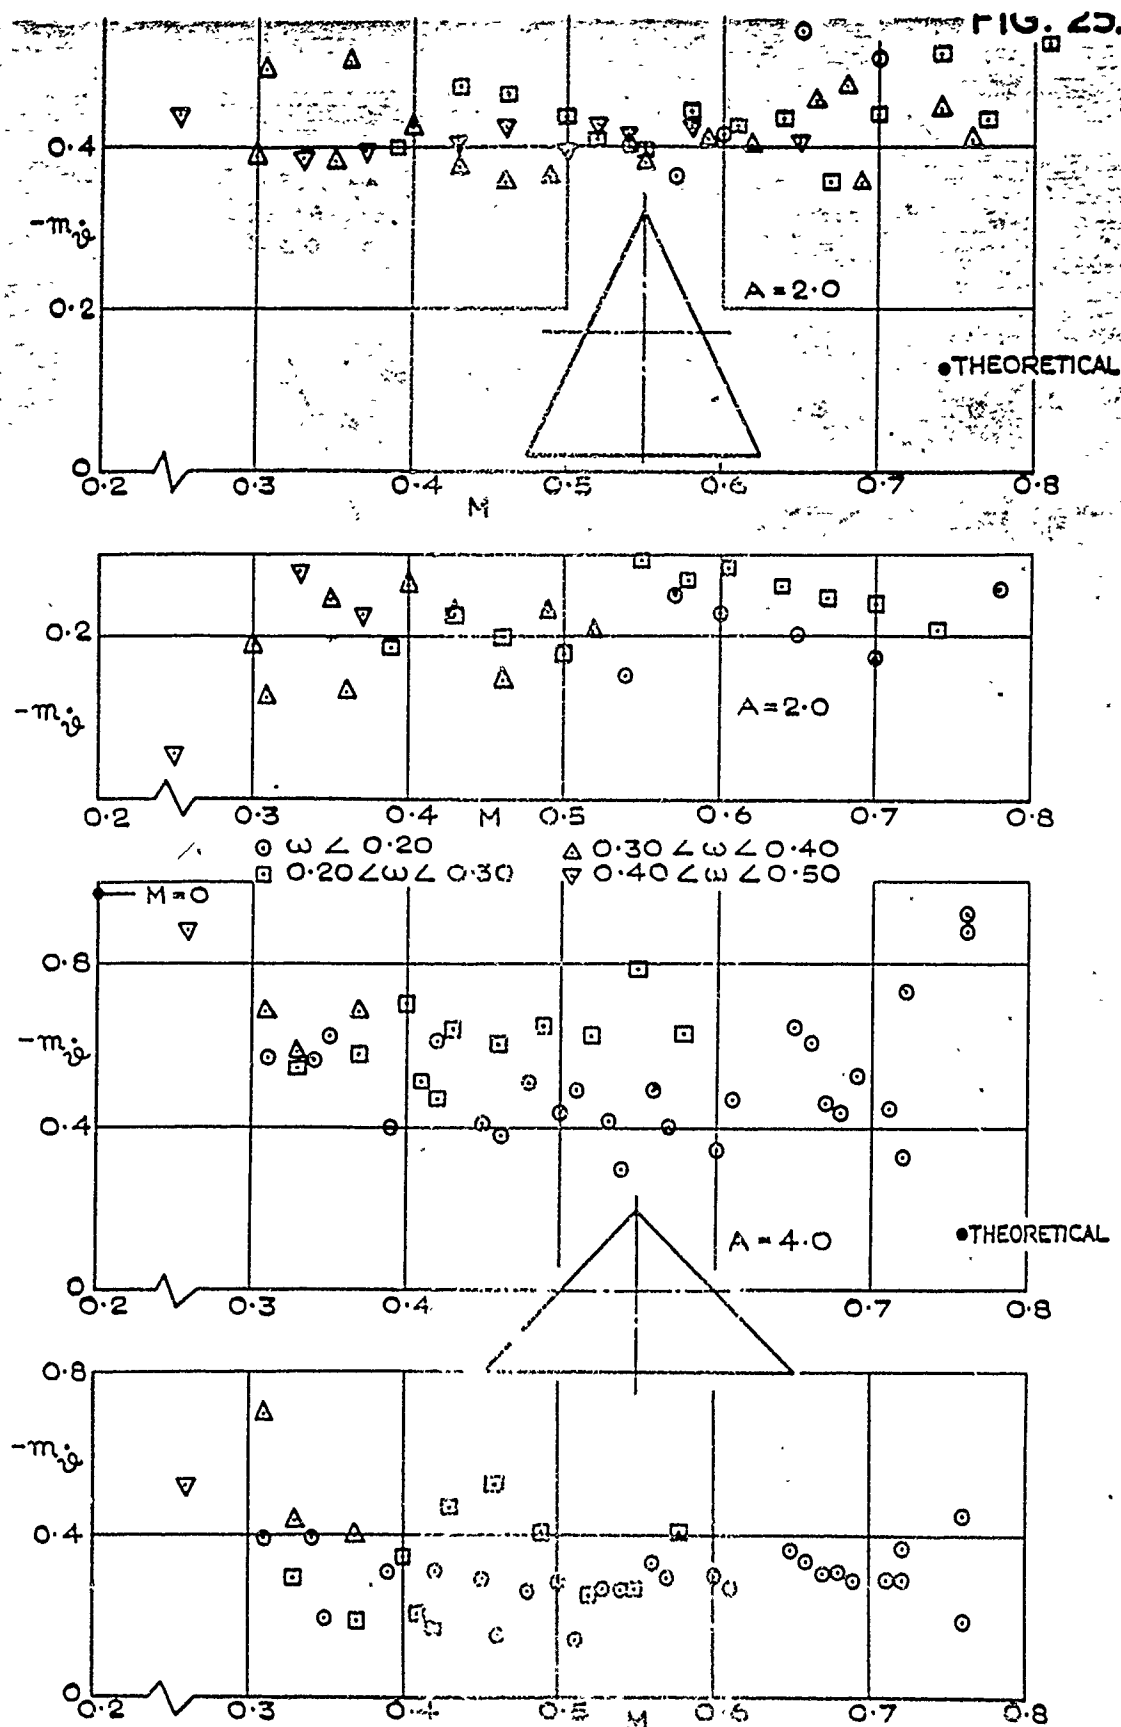 FIG. 25.
0.4
-m_ϑ̇
0.2
A = 2.0
• THEORETICAL
0
0.2 0.3 0.4 0.5 0.6 0.7 0.8
M
0.2
-m_ϑ̇
A = 2.0
0.2 0.3 0.4 M 0.5 0.6 0.7 0.8
⊙ ω < 0.20 △ 0.30 < ω < 0.40
⊡ 0.20 < ω < 0.30 ▽ 0.40 < ω < 0.50
M = 0
0.8
-m_ϑ̇
0.4
A = 4.0
• THEORETICAL
0
0.2 0.3 0.4 0.7 0.8
0.8
-m_ϑ̇
0.4
0
0.2 0.3 0.4 0.5 0.6 0.7 0.8
M